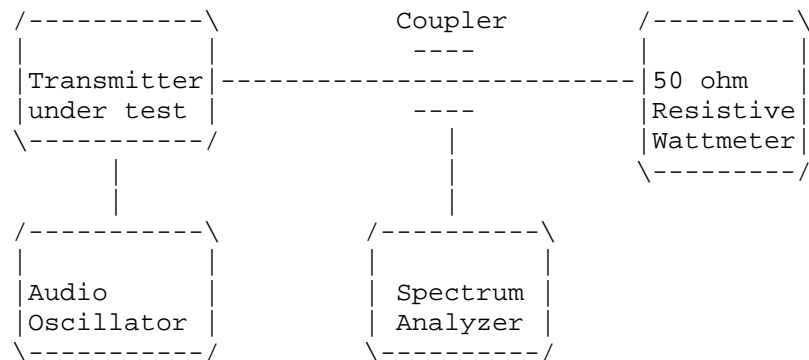 Coupler
Transmitter
under test
50 ohm
Resistive
Wattmeter
Audio
Oscillator
Spectrum
Analyzer